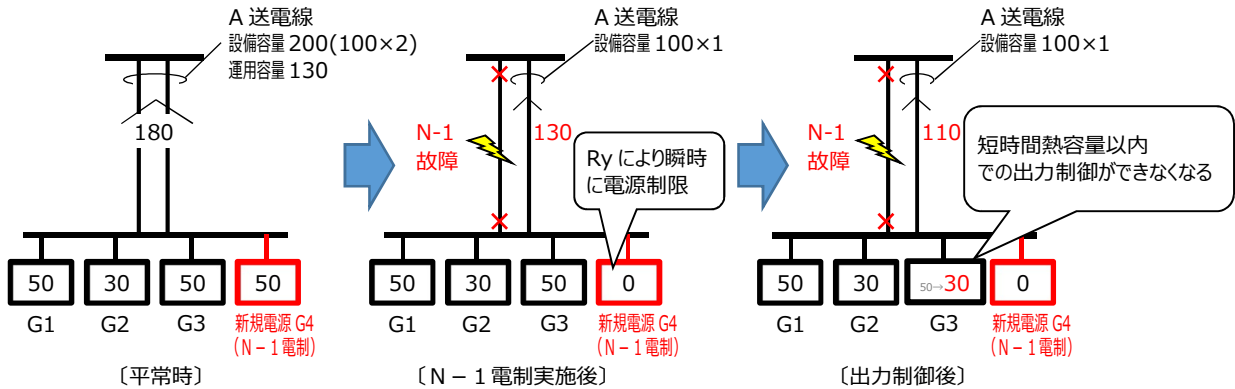 A 送電線
設備容量 200(100×2)
運用容量 130
180
50
30
50
50
G1
G2
G3
新規電源 G4
(N－1 電制)
〔平常時〕
A 送電線
設備容量 100×1
N-1
故障
130
Ry により瞬時
に電源制限
50
30
50
0
G1
G2
G3
新規電源 G4
(N－1 電制)
〔N－1 電制実施後〕
A 送電線
設備容量 100×1
N-1
故障
110
短時間熱容量以内
での出力制御ができなくなる
50
30
50→30
0
G1
G2
G3
新規電源 G4
(N－1 電制)
〔出力制御後〕